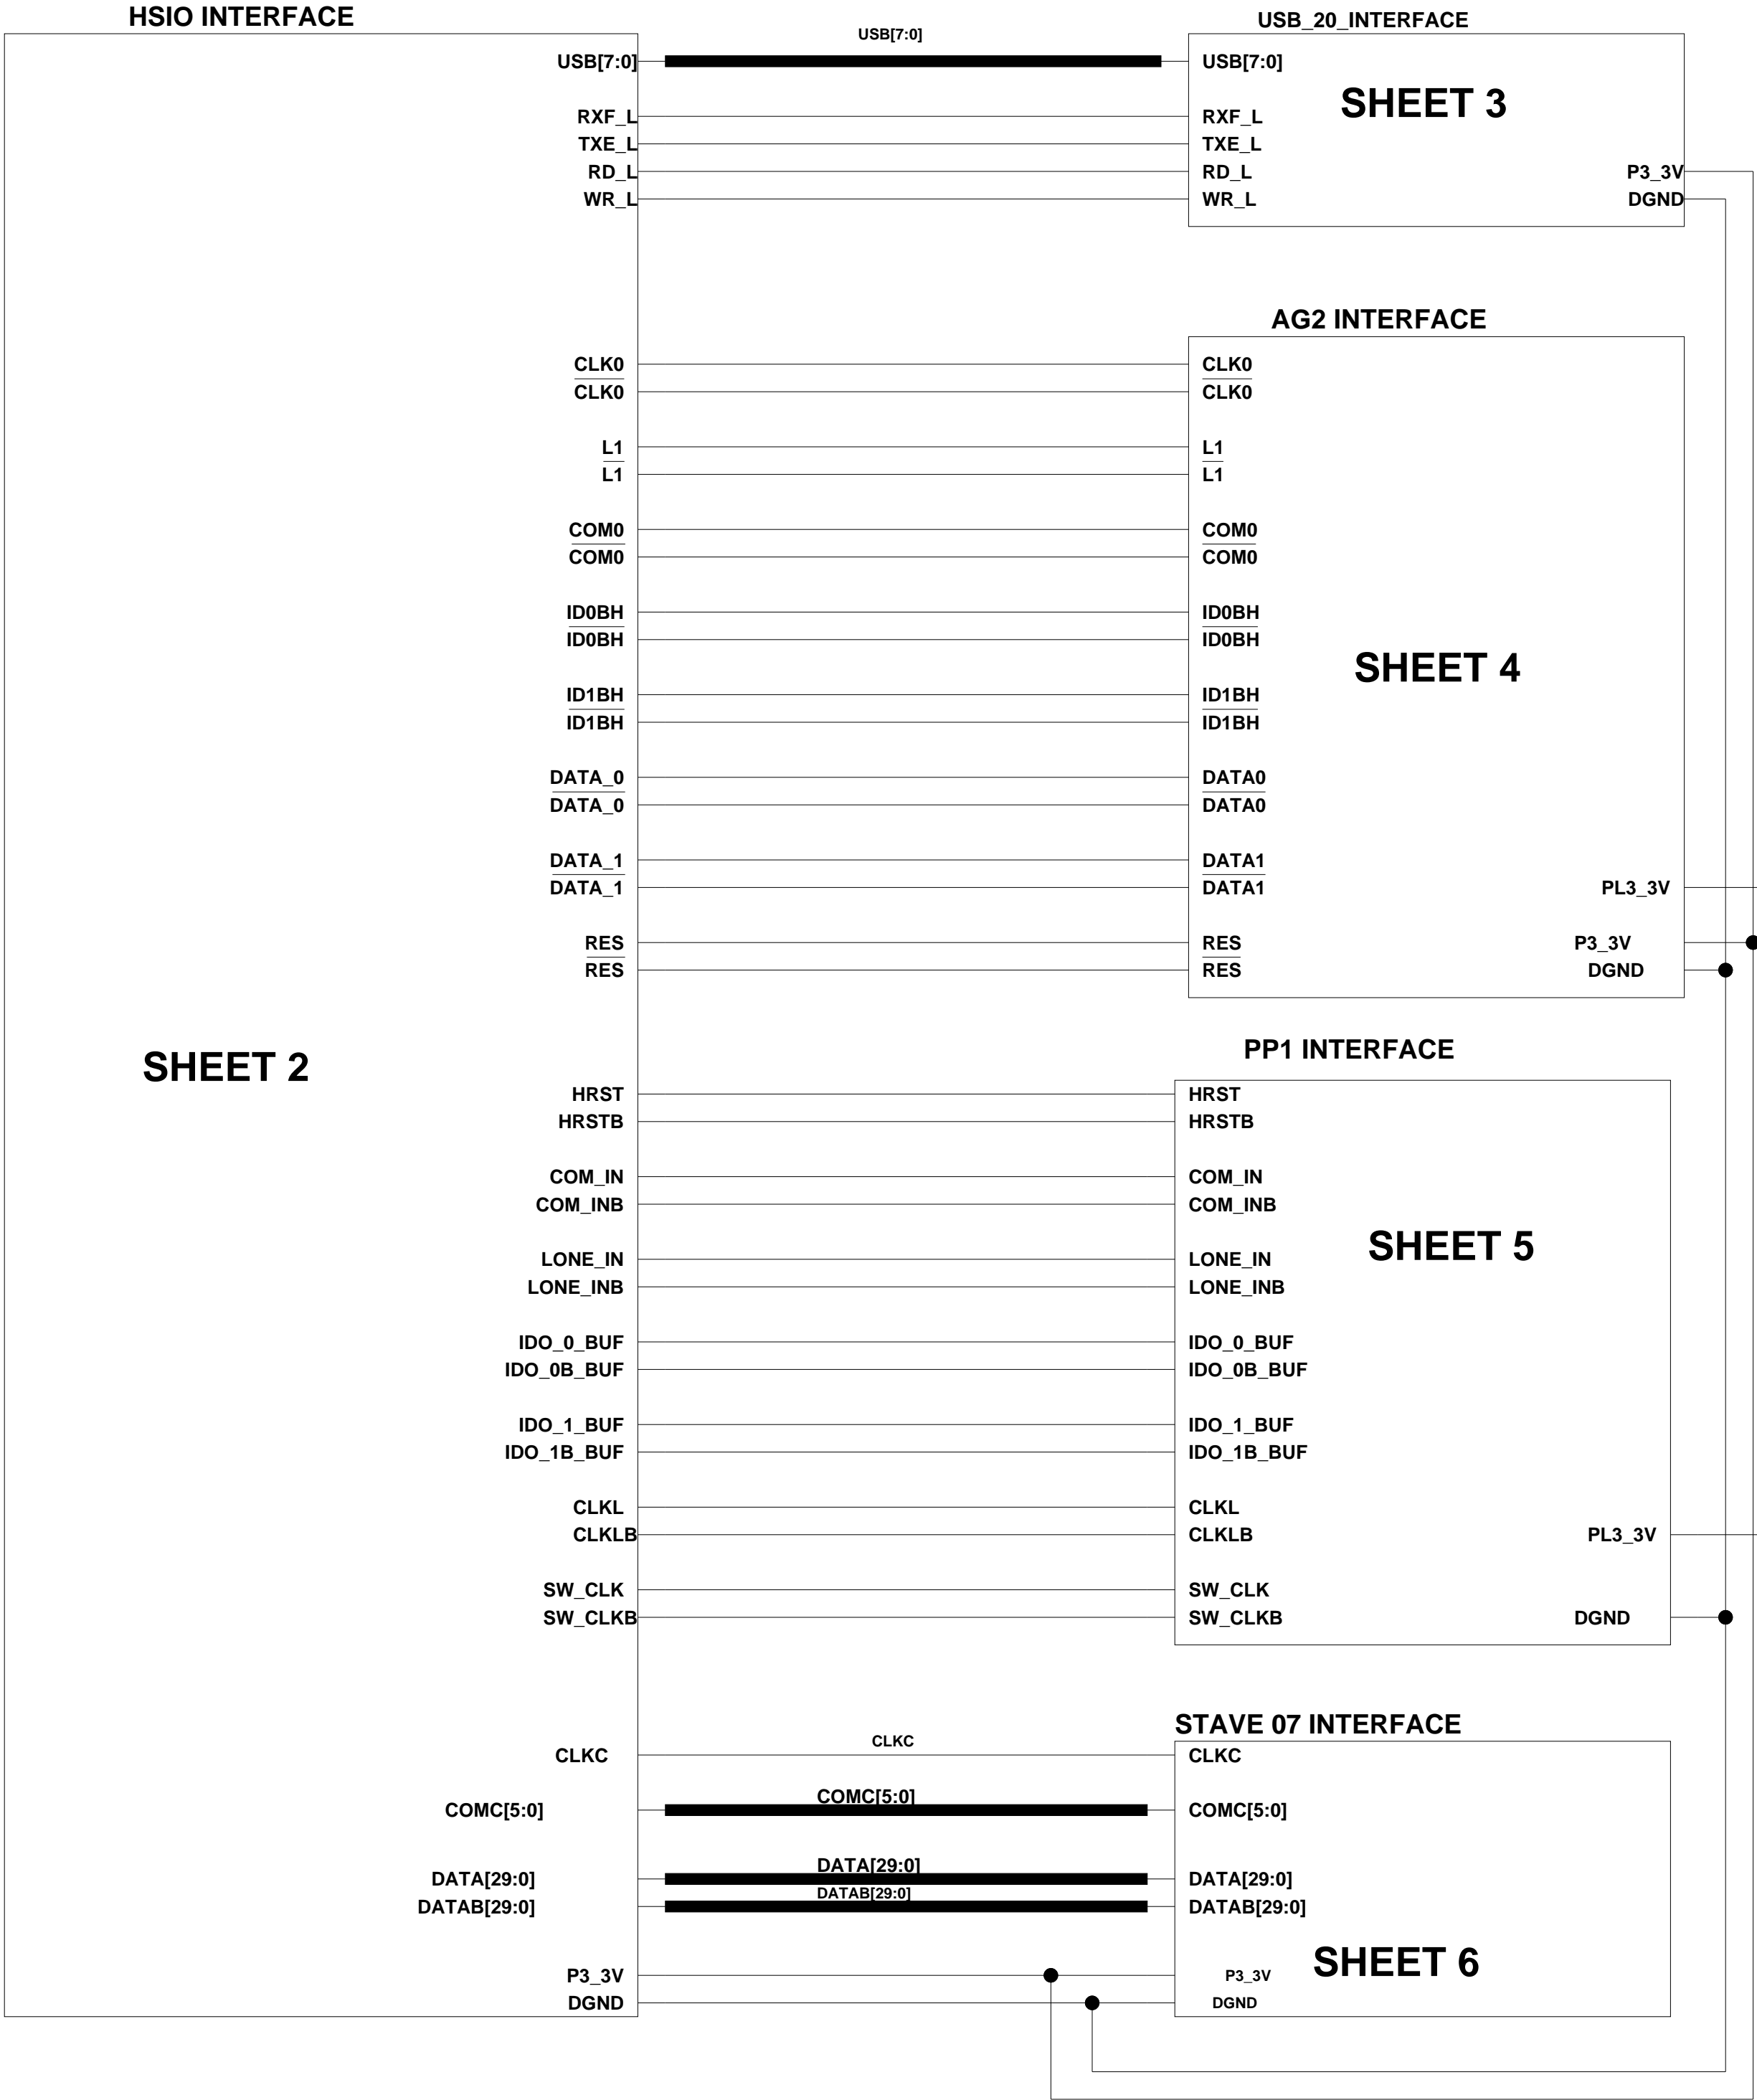 HSIO INTERFACE
USB_20_INTERFACE
USB[7:0]
USB[7:0]
USB[7:0]
SHEET 3
RXF_L
RXF_L
TXE_L
TXE_L
RD_L
RD_L
P3_3V
WR_L
WR_L
DGND
AG2 INTERFACE
CLK0
CLK0
CLK0
CLK0
L1
L1
L1
L1
COM0
COM0
COM0
COM0
ID0BH
ID0BH
ID0BH
ID0BH
SHEET 4
ID1BH
ID1BH
ID1BH
ID1BH
DATA_0
DATA0
DATA_0
DATA0
DATA_1
DATA1
DATA_1
DATA1
PL3_3V
RES
RES
P3_3V
RES
RES
DGND
PP1 INTERFACE
SHEET 2
HRST
HRST
HRSTB
HRSTB
COM_IN
COM_IN
COM_INB
COM_INB
SHEET 5
LONE_IN
LONE_IN
LONE_INB
LONE_INB
IDO_0_BUF
IDO_0_BUF
IDO_0B_BUF
IDO_0B_BUF
IDO_1_BUF
IDO_1_BUF
IDO_1B_BUF
IDO_1B_BUF
CLKL
CLKL
CLKLB
CLKLB
PL3_3V
SW_CLK
SW_CLK
SW_CLKB
SW_CLKB
DGND
STAVE 07 INTERFACE
CLKC
CLKC
CLKC
COMC[5:0]
COMC[5:0]
COMC[5:0]
DATA[29:0]
DATA[29:0]
DATA[29:0]
DATAB[29:0]
DATAB[29:0]
DATAB[29:0]
SHEET 6
P3_3V
P3_3V
DGND
DGND